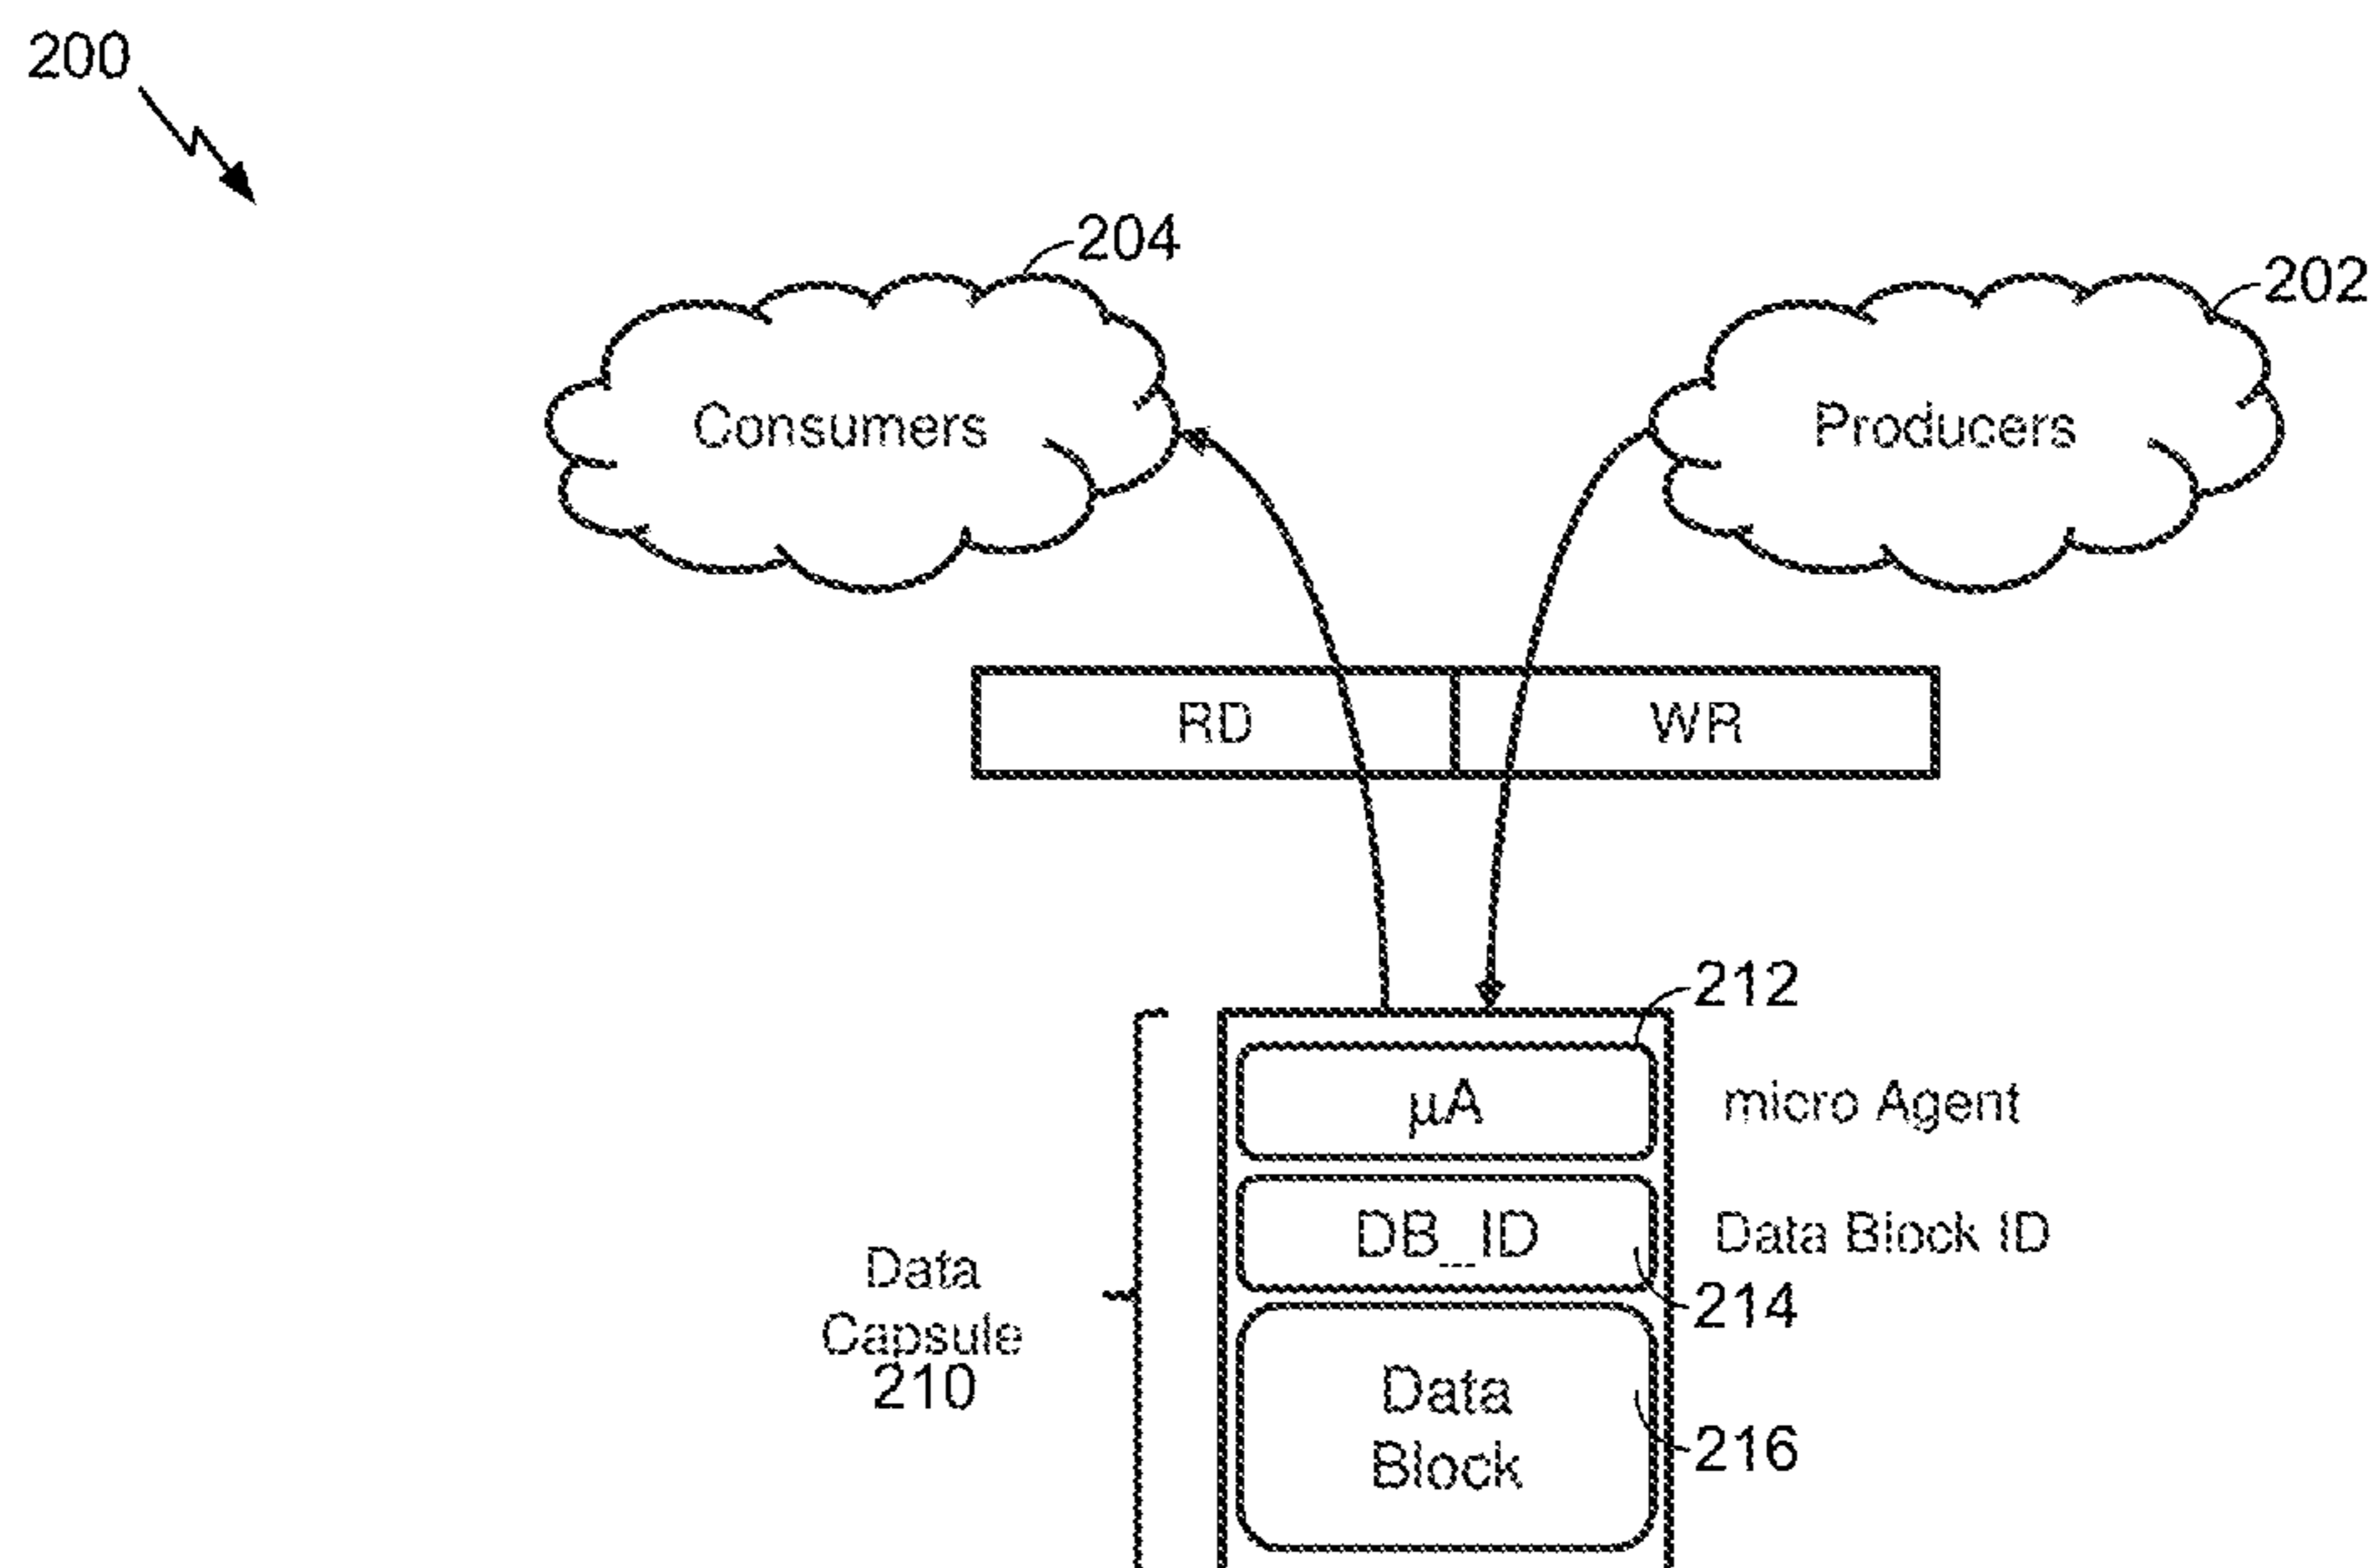 200
204
202
Consumers
Producers
RD
WR
212
μA
micro Agent
DB_ID
Data Block ID
214
Data
Capsule
210
Data
Block
216